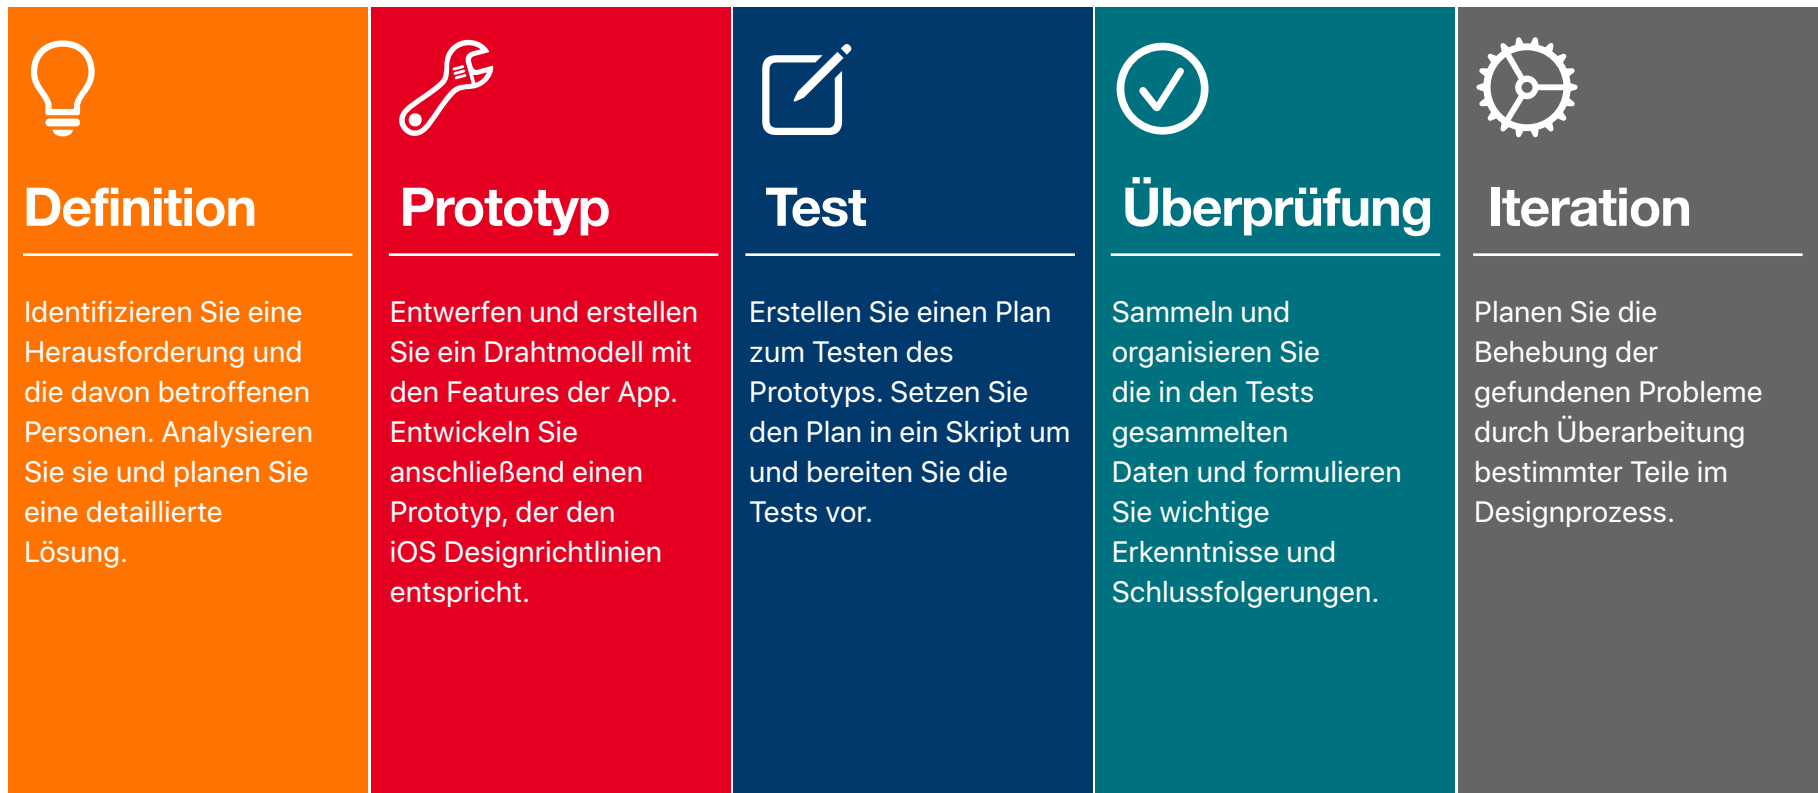 Definition
Identifizieren Sie eine
Herausforderung und
die davon betroffenen
Personen. Analysieren
Sie sie und planen Sie
eine detaillierte
Lösung.
Prototyp
Entwerfen und erstellen
Sie ein Drahtmodell mit
den Features der App.
Entwickeln Sie
anschließend einen
Prototyp, der den
iOS Designrichtlinien
entspricht.
Test
Erstellen Sie einen Plan
zum Testen des
Prototyps. Setzen Sie
den Plan in ein Skript um
und bereiten Sie die
Tests vor.
Überprüfung
Sammeln und
organisieren Sie
die in den Tests
gesammelten
Daten und formulieren
Sie wichtige
Erkenntnisse und
Schlussfolgerungen.
Iteration
Planen Sie die
Behebung der
gefundenen Probleme
durch Überarbeitung
bestimmter Teile im
Designprozess.